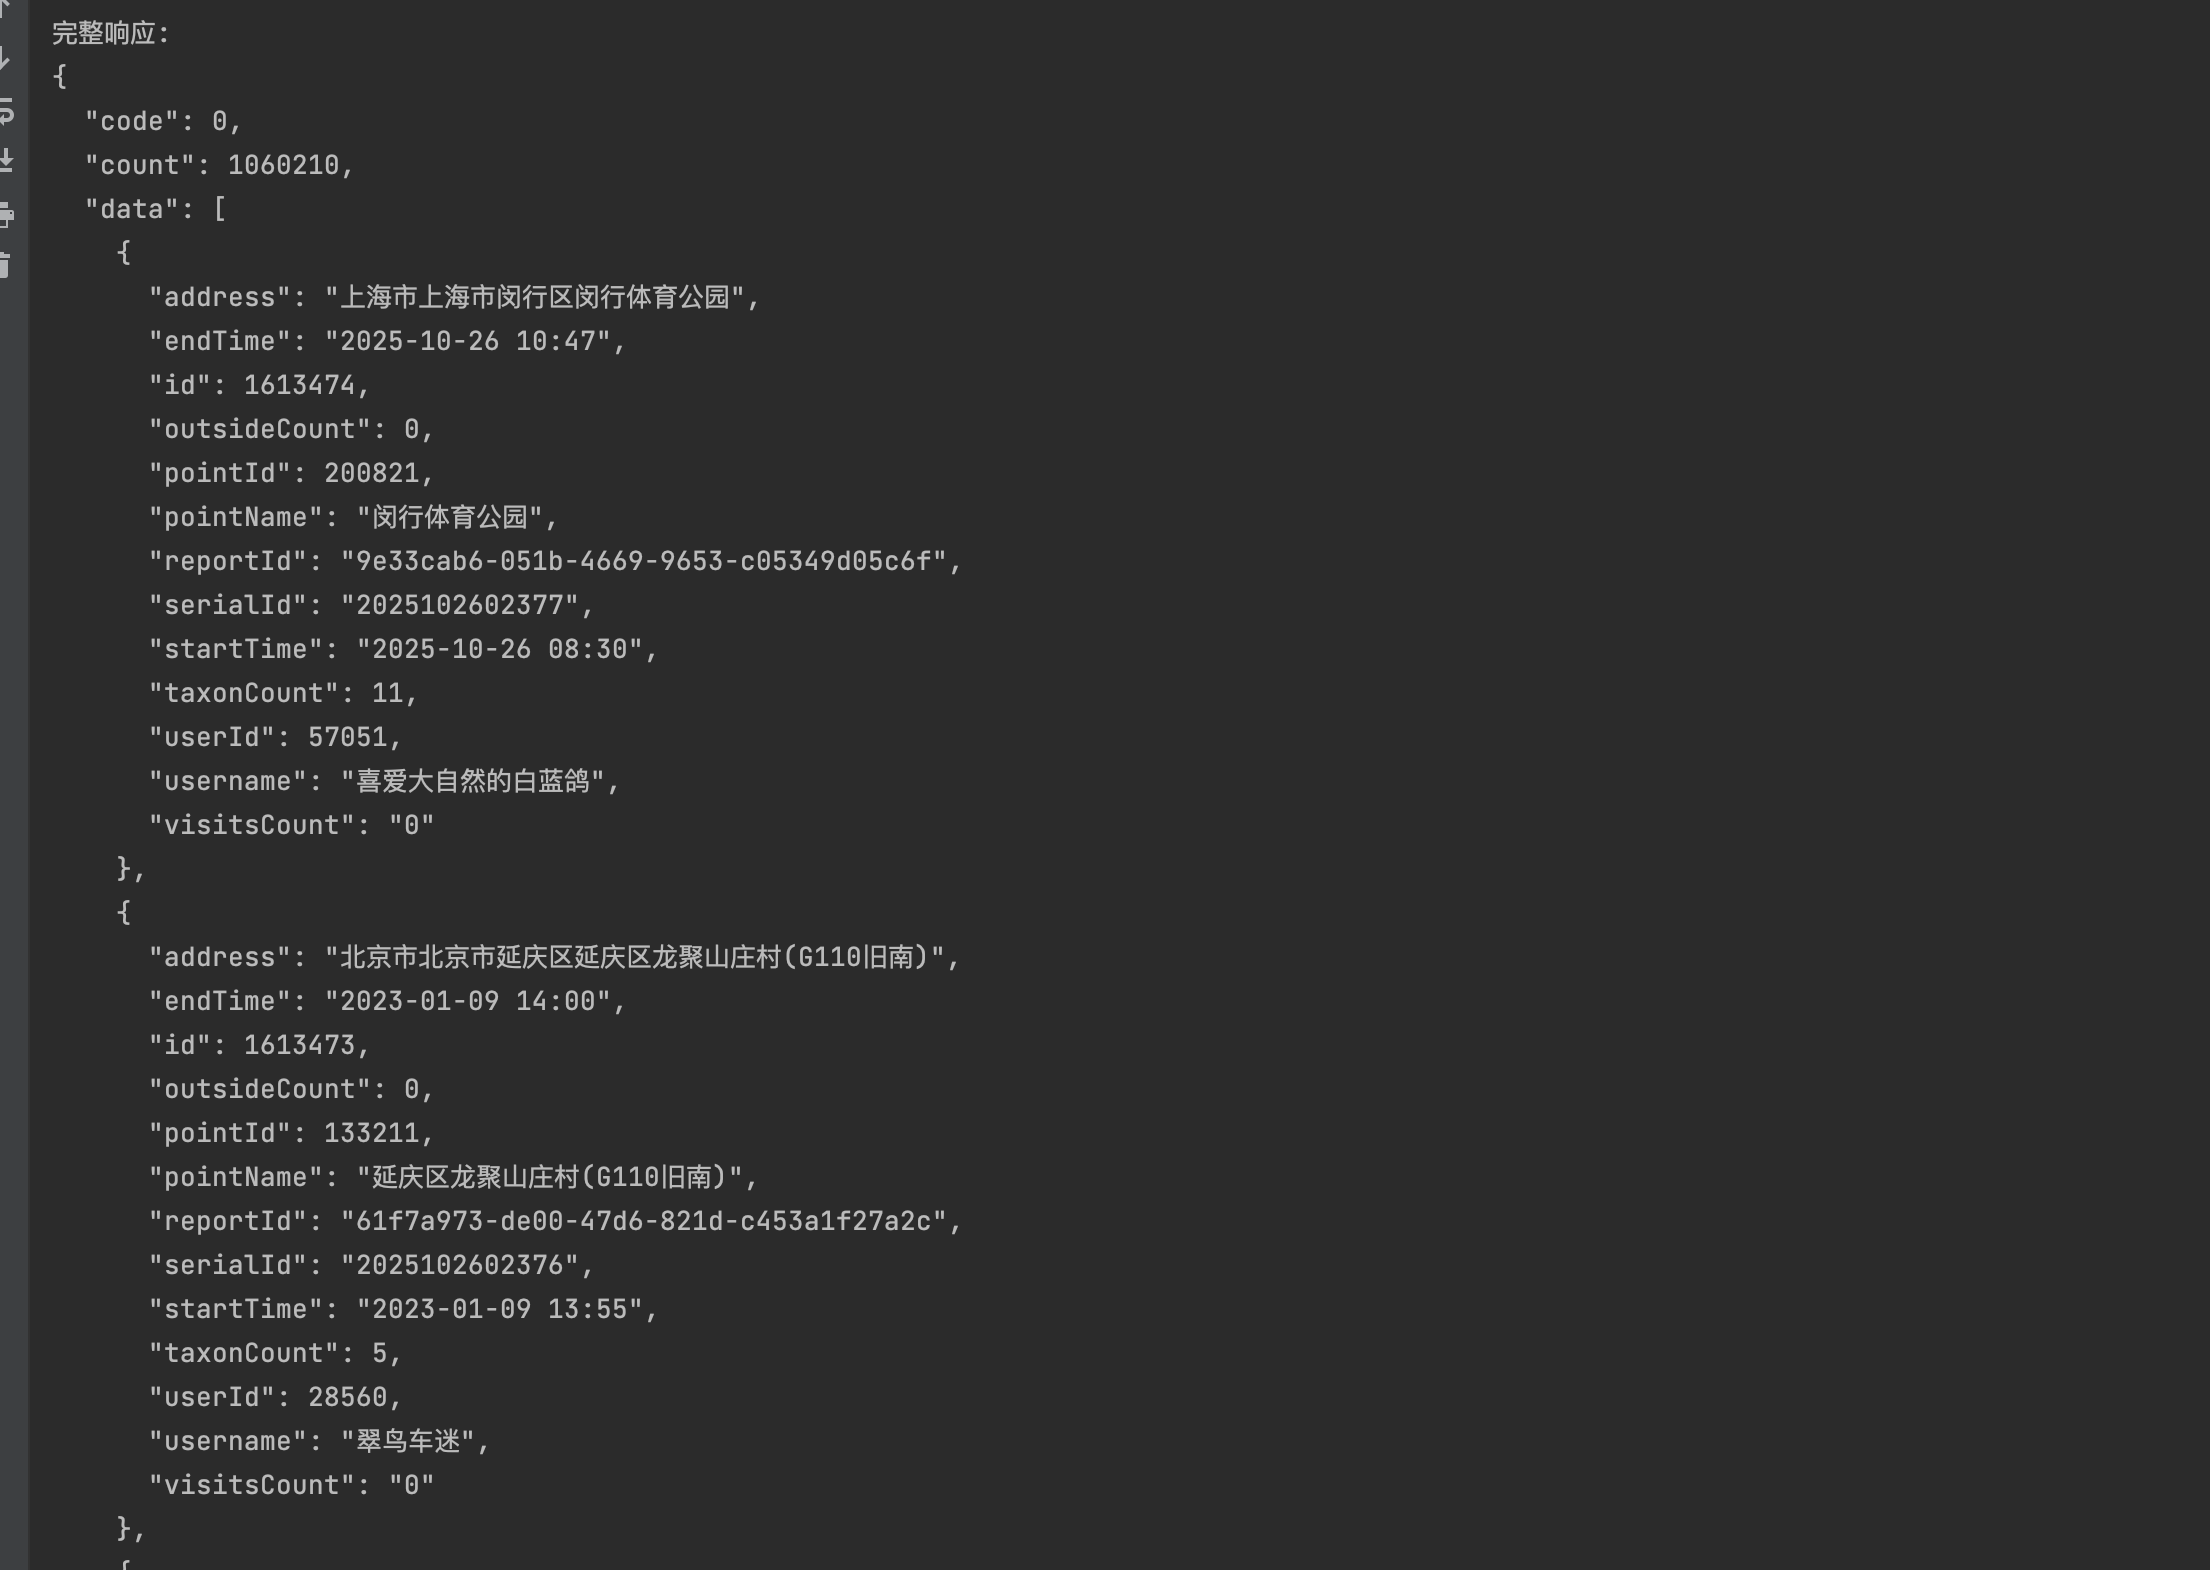 完整响应:
{
  "code": 0,
  "count": 1060210,
  "data": [
    {
      "address": "上海市上海市闵行区闵行体育公园",
      "endTime": "2025-10-26 10:47",
      "id": 1613474,
      "outsideCount": 0,
      "pointId": 200821,
      "pointName": "闵行体育公园",
      "reportId": "9e33cab6-051b-4669-9653-c05349d05c6f",
      "serialId": "2025102602377",
      "startTime": "2025-10-26 08:30",
      "taxonCount": 11,
      "userId": 57051,
      "username": "喜爱大自然的白蓝鸽",
      "visitsCount": "0"
    },
    {
      "address": "北京市北京市延庆区延庆区龙聚山庄村(G110旧南)",
      "endTime": "2023-01-09 14:00",
      "id": 1613473,
      "outsideCount": 0,
      "pointId": 133211,
      "pointName": "延庆区龙聚山庄村(G110旧南)",
      "reportId": "61f7a973-de00-47d6-821d-c453a1f27a2c",
      "serialId": "2025102602376",
      "startTime": "2023-01-09 13:55",
      "taxonCount": 5,
      "userId": 28560,
      "username": "翠鸟车迷",
      "visitsCount": "0"
    },
    {